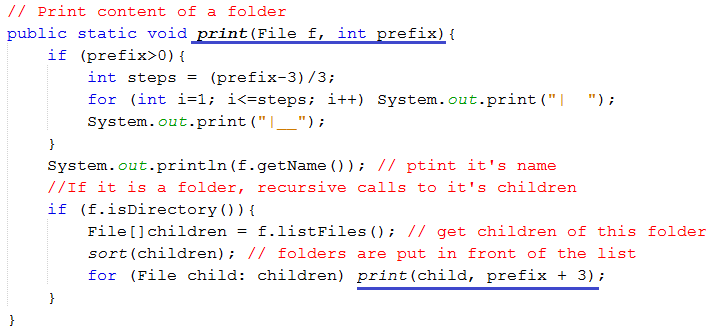 // Print content of a folder
public static void print(File f, int prefix){
if (prefix>0){
int steps = (prefix-3)/3;
for (int i=1; i<=steps; i++) System.out.print("|  ");
System.out.print("|__");
}
System.out.println(f.getName()); // ptint it's name
//If it is a folder, recursive calls to it's children
if (f.isDirectory()){
File[]children = f.listFiles(); // get children of this folder
sort(children); // folders are put in front of the list
for (File child: children) print(child, prefix + 3);
}
}